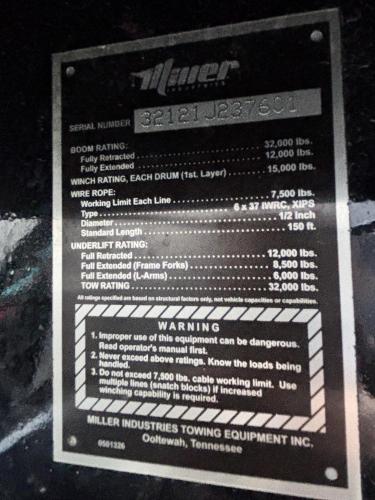 Miller
INDUSTRIES
SERIAL NUMBER 32121J237601
BOOM RATING:
Fully Retracted 32,000 lbs.
Fully Extended 12,000 lbs.
WINCH RATING, EACH DRUM (1st. Layer) 15,000 lbs.
WIRE ROPE:
Working Limit Each Line 7,500 lbs.
Type 6 x 37 IWRC, XIPS
Diameter 1/2 Inch
Standard Length 150 ft.
UNDERLIFT RATING:
Full Retracted 12,000 lbs.
Full Extended (Frame Forks) 8,500 lbs.
Full Extended (L-Arms) 6,000 lbs.
TOW RATING 32,000 lbs.
All ratings specified are based on structural factors only, not vehicle capacities or capabilities.
WARNING
1. Improper use of this equipment can be dangerous.
Read operator's manual first.
2. Never exceed above ratings. Know the loads being
handled.
3. Do not exceed 7,500 lbs. cable working limit. Use
multiple lines (snatch blocks) if increased
winching capability is required.
MILLER INDUSTRIES TOWING EQUIPMENT INC.
0501326 Ooltewah, Tennessee